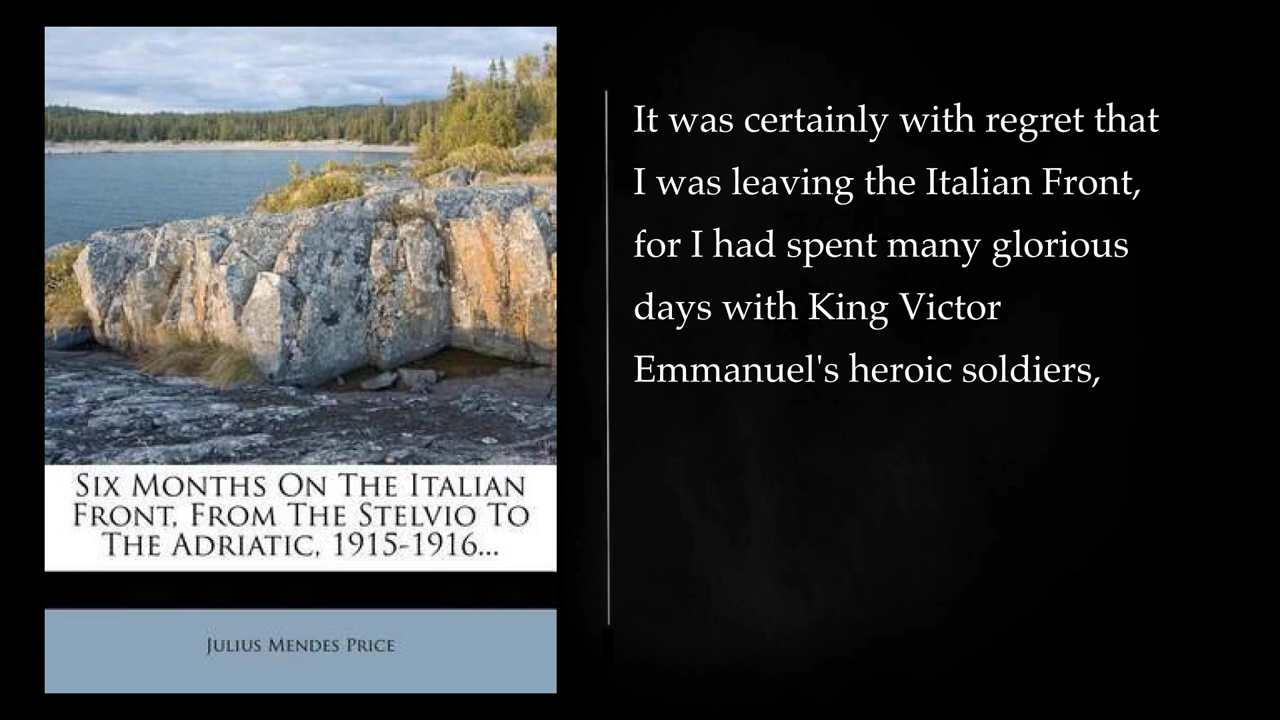 SIX MONTHS ON THE ITALIAN
FRONT, FROM THE STELVIO TO
THE ADRIATIC, 1915-1916...
JULIUS MENDES PRICE
It was certainly with regret that
I was leaving the Italian Front,
for I had spent many glorious
days with King Victor
Emmanuel's heroic soldiers,